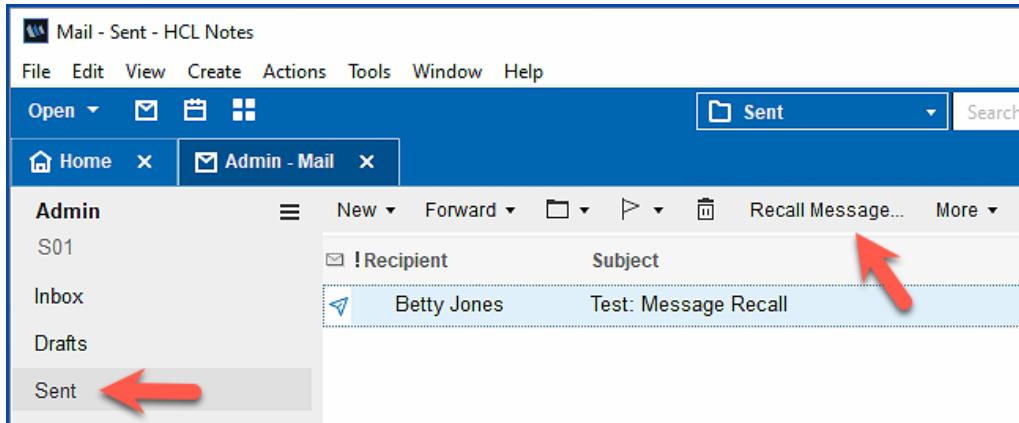 Mail - Sent - HCL Notes
File Edit View Create Actions Tools Window Help
Open Sent Search
Home Admin - Mail
Admin New Forward Recall Message... More
S01
! Recipient Subject
Inbox Betty Jones Test: Message Recall
Drafts
Sent